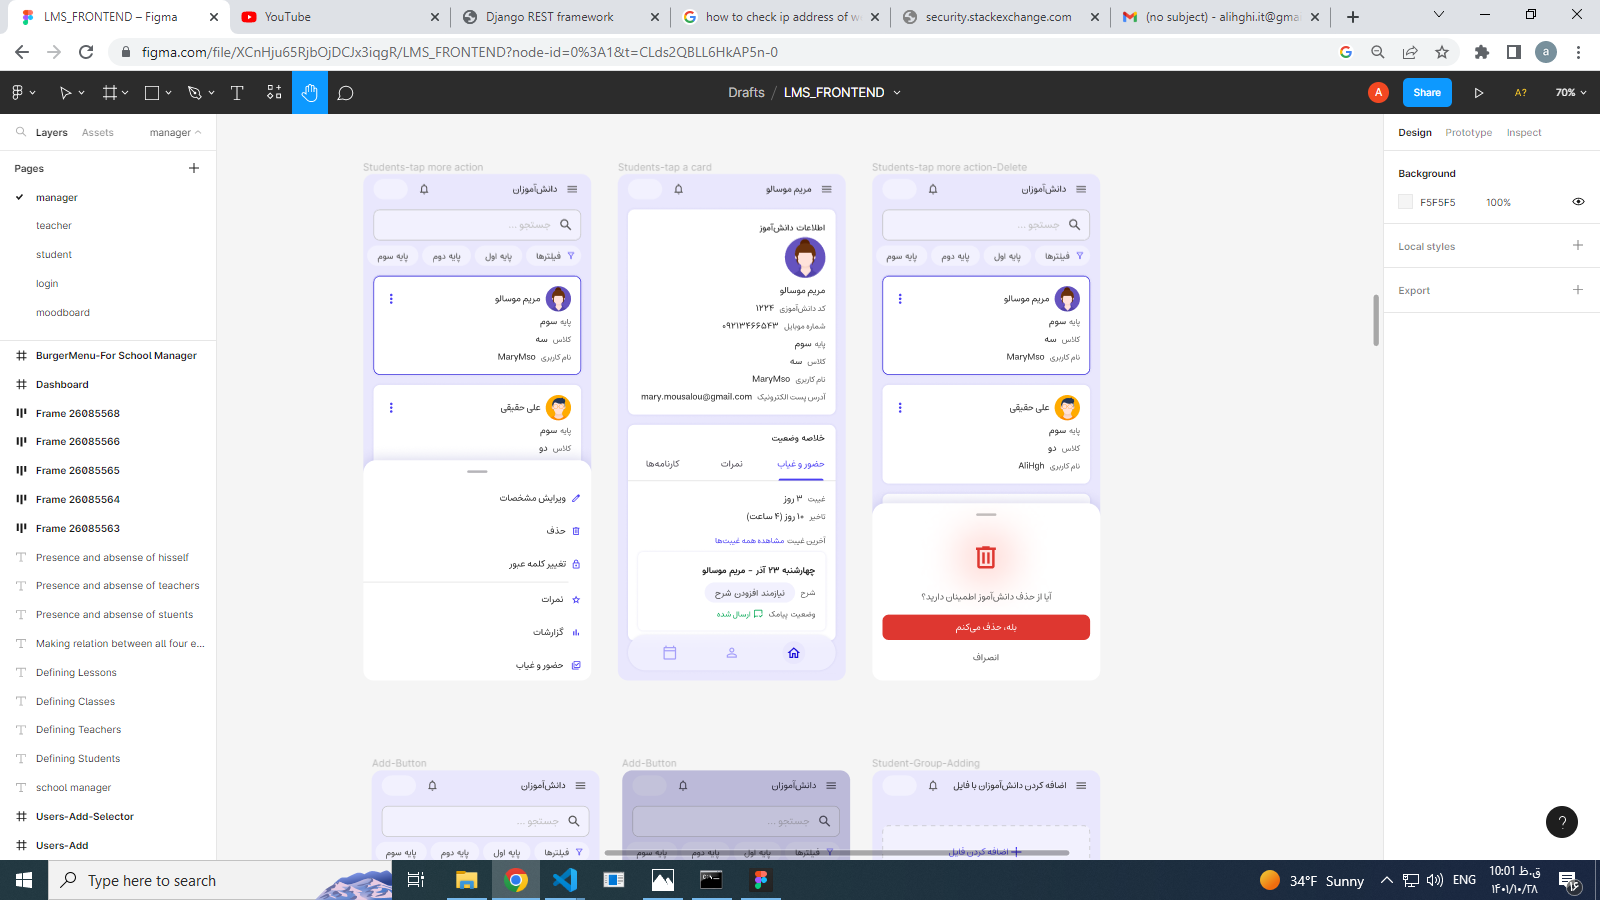 LMS_FRONTEND – Figma
YouTube
Django REST framework
how to check ip address of w
security.stackexchange.com
(no subject) - alihghi.it@gma
figma.com/file/XCnHju65RjbOjDCJx3iqgR/LMS_FRONTEND?node-id=0%3A1&t=CLds2QBLL6HkAP5n-0
a
Drafts / LMS_FRONTEND
A
Share
A?
70%
Layers
Assets
manager
Pages
manager
teacher
student
login
moodboard
BurgerMenu-For School Manager
Dashboard
Frame 26085568
Frame 26085566
Frame 26085565
Frame 26085564
Frame 26085563
Presence and absense of hisself
Presence and absense of teachers
Presence and absense of stuents
Making relation between all four e...
Defining Lessons
Defining Classes
Defining Teachers
Defining Students
school manager
Users-Add-Selector
Users-Add
Students-tap more action
دانش‌آموزان
جستجو ...
فیلترها
پایه اول
پایه دوم
پایه سوم
مریم موسالو
پایه سوم
کلاس سه
نام کاربری MaryMso
علی حقیقی
پایه سوم
کلاس دو
ویرایش مشخصات
حذف
تغییر کلمه عبور
نمرات
گزارشات
حضور و غیاب
Students-tap a card
مریم موسالو
اطلاعات دانش‌آموز
مریم موسالو
کد دانش‌آموزی ۱۲۲۴
شماره موبایل ۰۹۲۱۳۴۶۶۵۴۳
پایه سوم
کلاس سه
نام کاربری MaryMso
آدرس پست الکترونیک mary.mousalou@gmail.com
خلاصه وضعیت
حضور و غیاب
نمرات
کارنامه‌ها
غیبت ۳ روز
تاخیر ۱۰ روز (۴ ساعت)
آخرین غیبت مشاهده همه غیبت‌ها
چهارشنبه ۲۳ آذر - مریم موسالو
شرح نیازمند افزودن شرح
وضعیت پیامک ارسال شده
Students-tap more action-Delete
دانش‌آموزان
جستجو ...
فیلترها
پایه اول
پایه دوم
پایه سوم
مریم موسالو
پایه سوم
کلاس سه
نام کاربری MaryMso
علی حقیقی
پایه سوم
کلاس دو
نام کاربری AliHgh
آیا از حذف دانش‌آموز اطمینان دارید؟
بله، حذف می‌کنم
انصراف
Add-Button
دانش‌آموزان
جستجو ...
فیلترها
پایه اول
پایه دوم
پایه سوم
Add-Button
دانش‌آموزان
جستجو ...
فیلترها
پایه اول
پایه دوم
پایه سوم
Student-Group-Adding
اضافه کردن دانش‌آموزان با فایل
اضافه کردن فایل
Design
Prototype
Inspect
Background
F5F5F5
100%
Local styles
Export
?
Type here to search
34°F Sunny
ENG
10:01 ق.ظ
۱۴۰۱/۱۰/۲۸